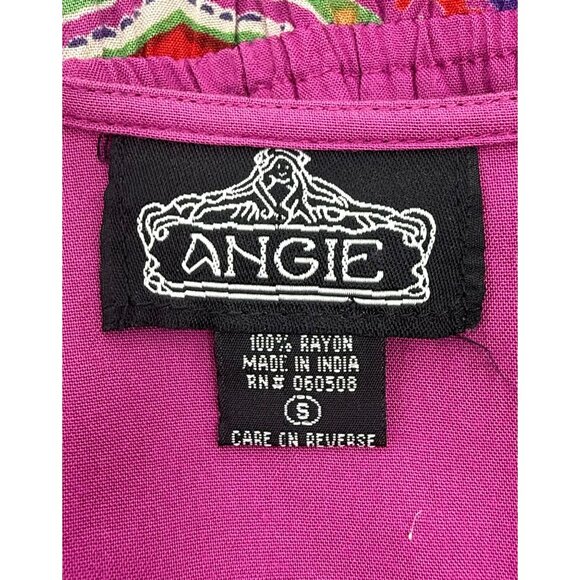 ANGIE
100% RAYON
MADE IN INDIA
RN# 060508
S
CARE ON REVERSE